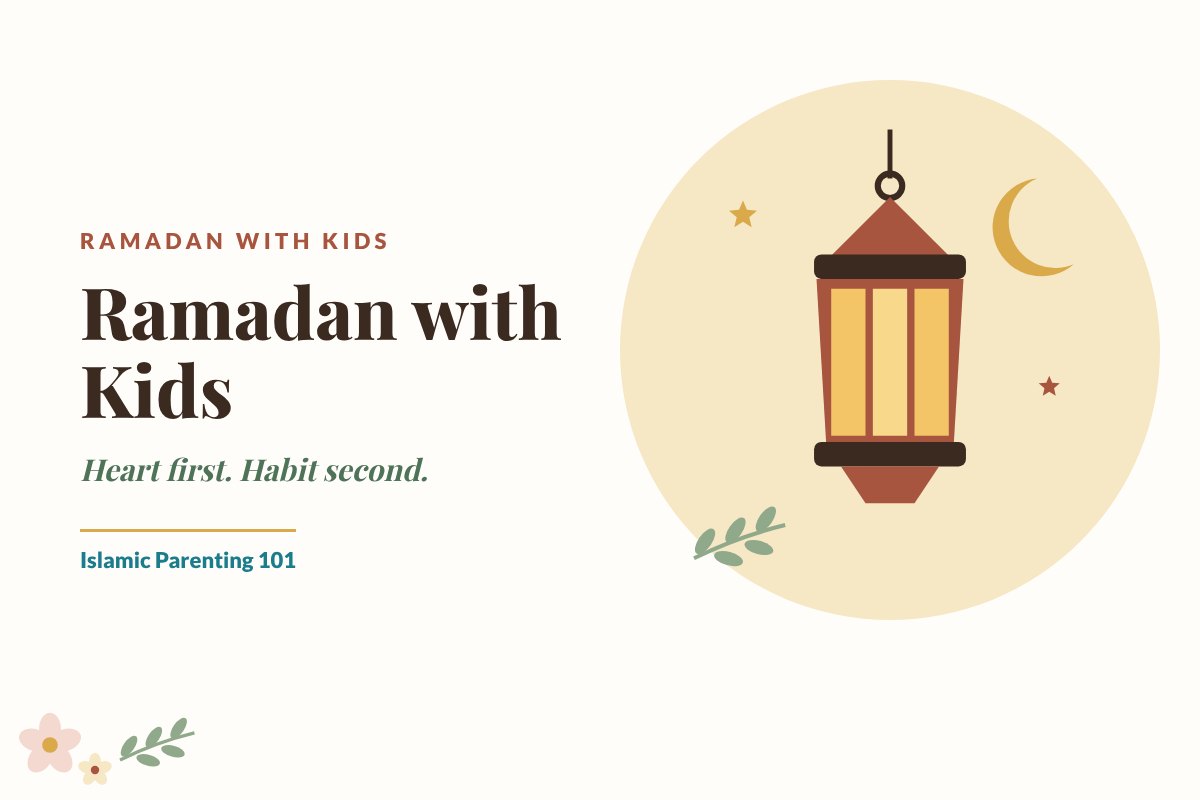 RAMADAN WITH KIDS
Ramadan with
Kids
Heart first. Habit second.
Islamic Parenting 101